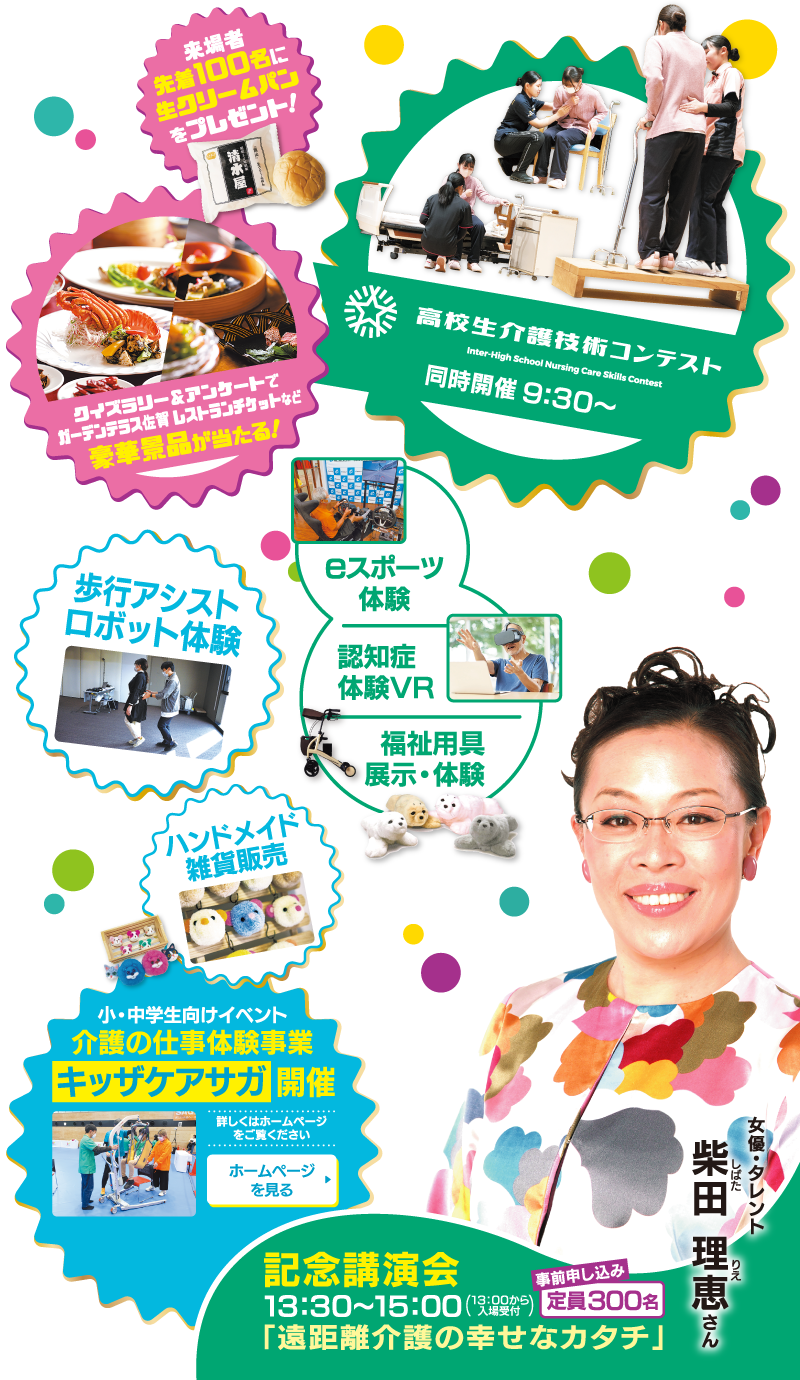 来場者
先着100名に
生クリームパン
をプレゼント!
清水屋
クイズラリー&アンケートで
ガーデンテラス佐賀 レストランチケットなど
豪華景品が当たる!
高校生介護技術コンテスト
Inter-High School Nursing Care Skills Contest
同時開催 9:30〜
eスポーツ
体験
歩行アシスト
ロボット体験
認知症
体験VR
福祉用具
展示・体験
ハンドメイド
雑貨販売
小・中学生向けイベント
介護の仕事体験事業
キッザケアサガ 開催
詳しくはホームページ
をご覧ください
ホームページ
を見る
女優・タレント
柴田 理恵さん
しばた りえ
記念講演会
事前申し込み
13:30〜15:00 (13:00から入場受付) 定員300名
「遠距離介護の幸せなカタチ」